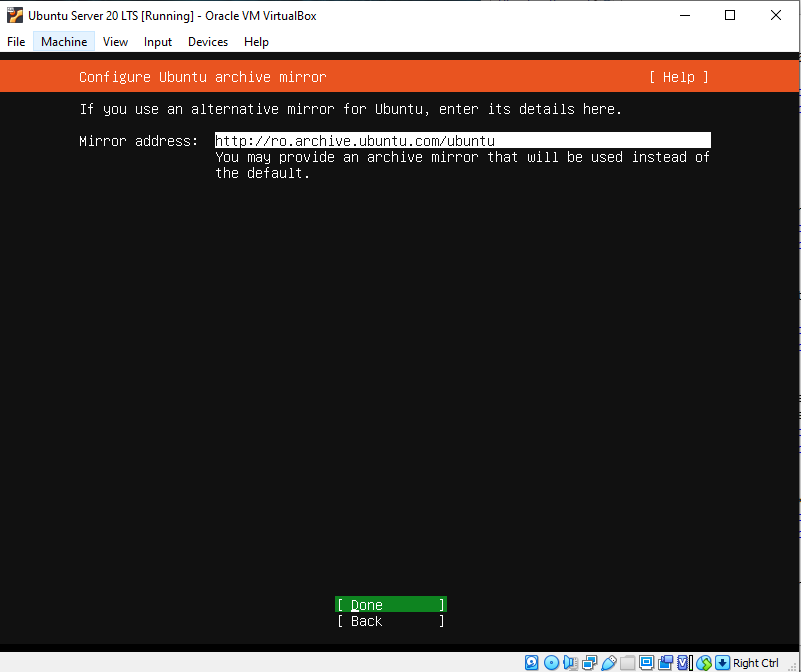 Ubuntu Server 20 LTS [Running] - Oracle VM VirtualBox
File Machine View Input Devices Help
Configure Ubuntu archive mirror [ Help ]
If you use an alternative mirror for Ubuntu, enter its details here.
Mirror address: http://ro.archive.ubuntu.com/ubuntu
You may provide an archive mirror that will be used instead of
the default.
[ Done ]
[ Back ]
Right Ctrl